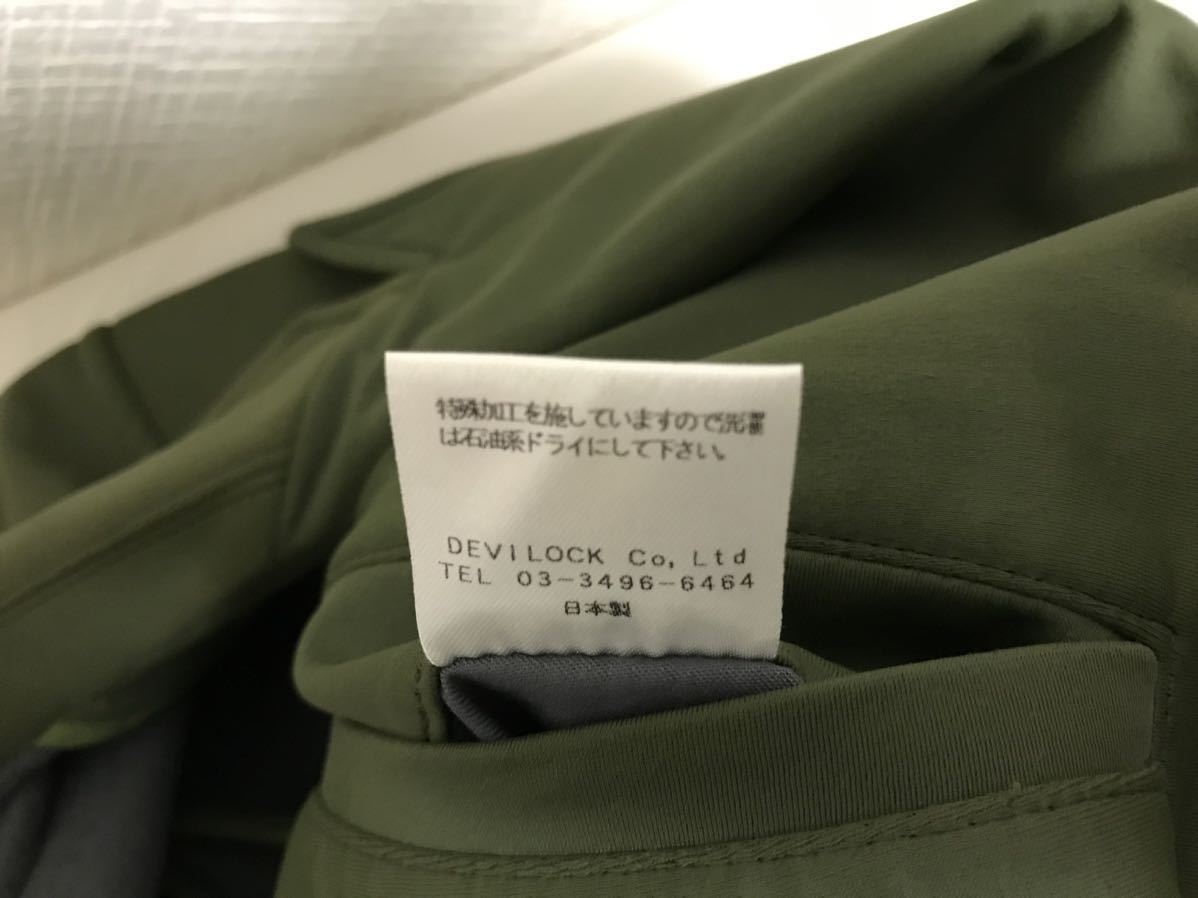 特殊加工を施していますので洗濯
は石油系ドライにして下さい。
DEVILOCK Co, Ltd
TEL 03-3496-6464
日本製